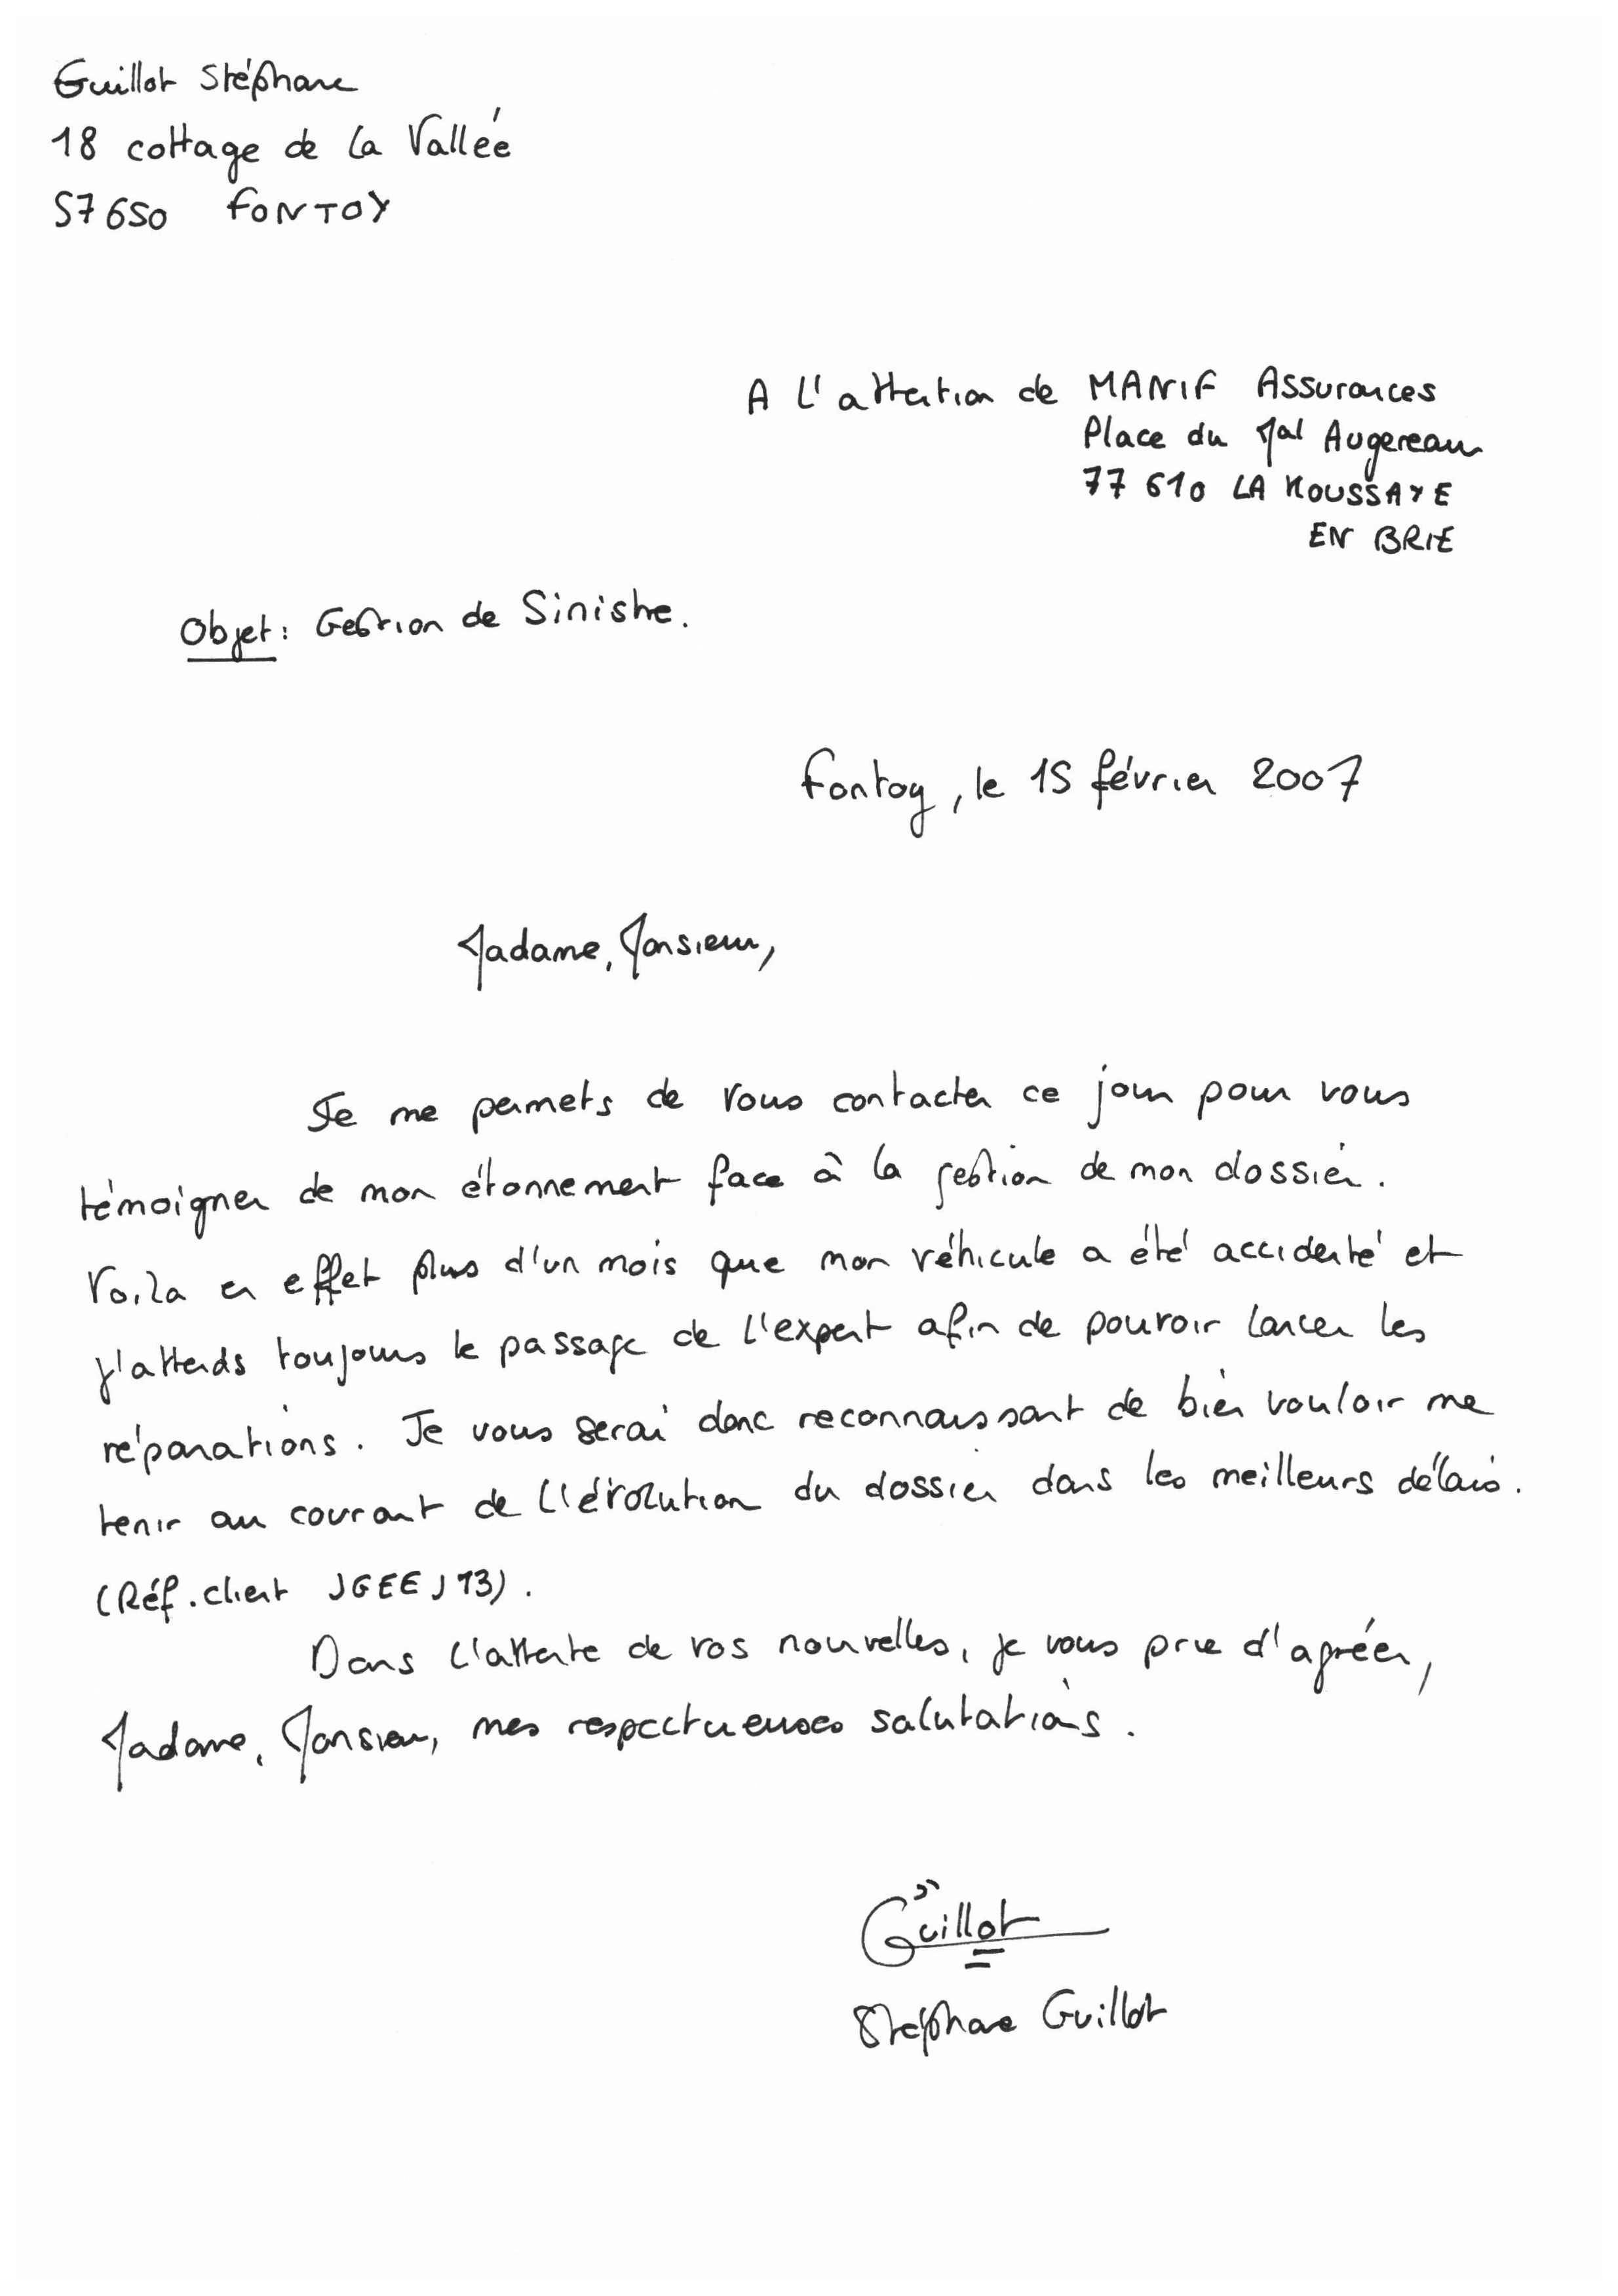 Guillot Stéphane
18 cottage de la Vallée
57650 FONTOY
A L'attention de MANIF Assurances
Place du Mal Augereau
77 610 LA HOUSSAYE
EN BRIE
Objet : Gestion de Sinistre.
Fontoy, le 15 février 2007
Madame, Monsieur,
Je me permets de vous contacter ce jour pour vous
témoigner de mon étonnement face à la gestion de mon dossier.
Voila en effet plus d'un mois que mon véhicule a été accidenté et
j'attends toujours le passage de l'expert afin de pouvoir lancer les
réparations. Je vous serai donc reconnaissant de bien vouloir me
tenir au courant de l'évolution du dossier dans les meilleurs délais.
(Réf. client JGEEJ13).
Dans l'attente de vos nouvelles, je vous prie d'agréer,
Madame, Monsieur, mes respectueuses salutations.
Guillot
Stéphane Guillot